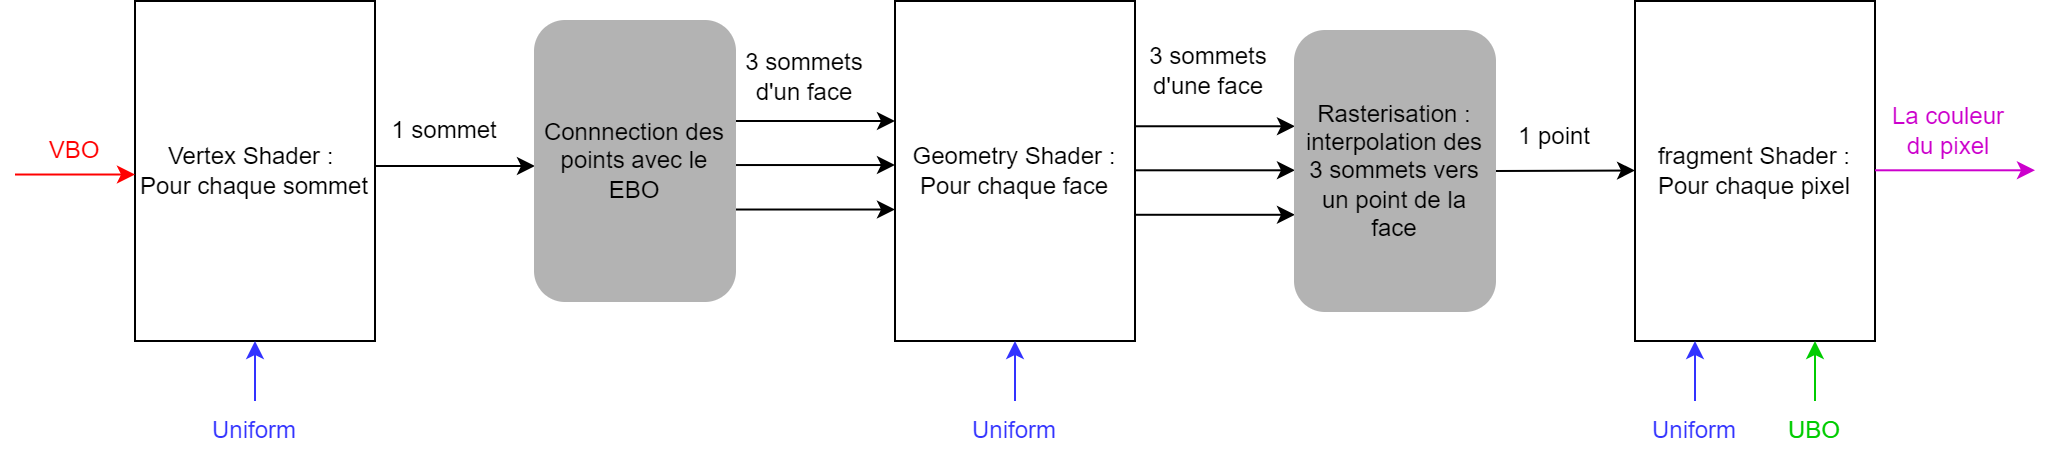 VBO
Vertex Shader :
Pour chaque sommet
Uniform
1 sommet
Connnection des
points avec le
EBO
3 sommets
d'un face
Geometry Shader :
Pour chaque face
Uniform
3 sommets
d'une face
Rasterisation :
interpolation des
3 sommets vers
un point de la
face
1 point
fragment Shader :
Pour chaque pixel
Uniform
UBO
La couleur
du pixel